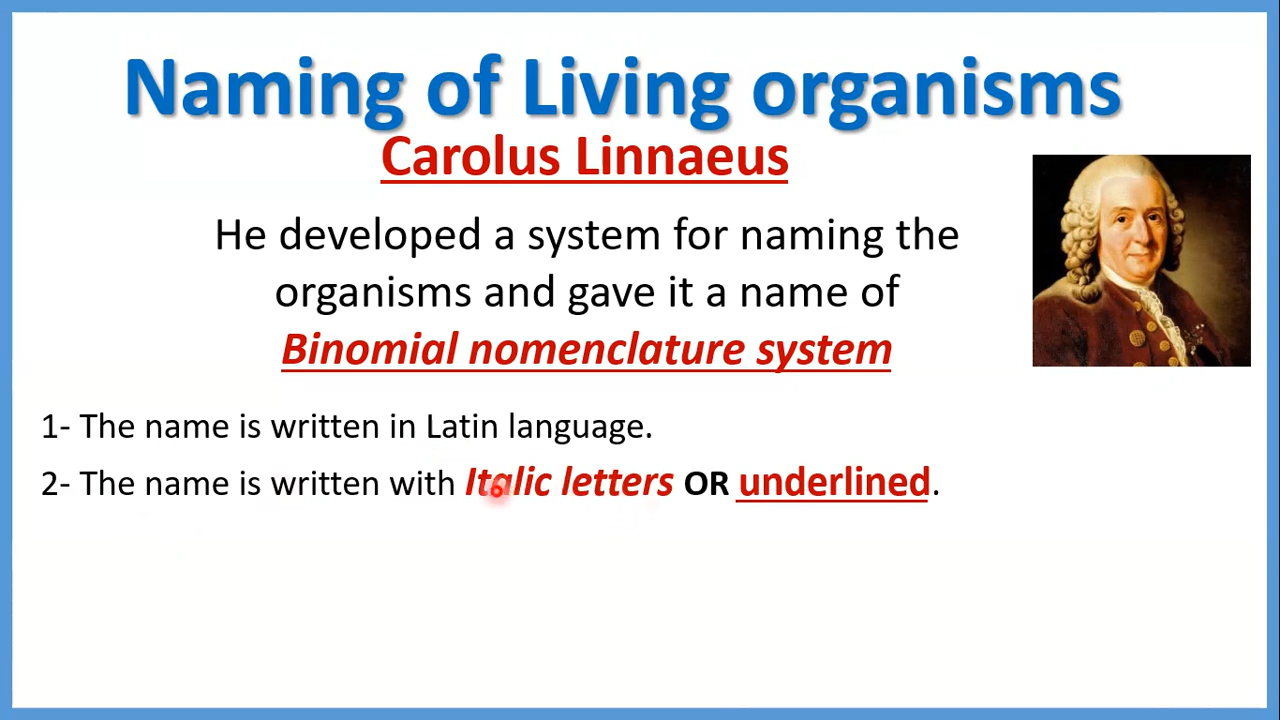 Naming of Living organisms
Carolus Linnaeus
He developed a system for naming the
organisms and gave it a name of
Binomial nomenclature system
1- The name is written in Latin language.
2- The name is written with Italic letters OR underlined.